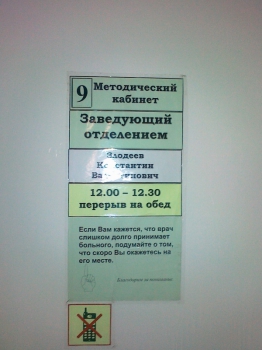 9 Методический
кабинет
Заведующий
отделением
Злодеев
Константин
12.00 – 12.30
перерыв на обед
Если Вам кажется, что врач
слишком долго принимает
больного, подумайте о том,
что скоро Вы окажетесь на
его месте.